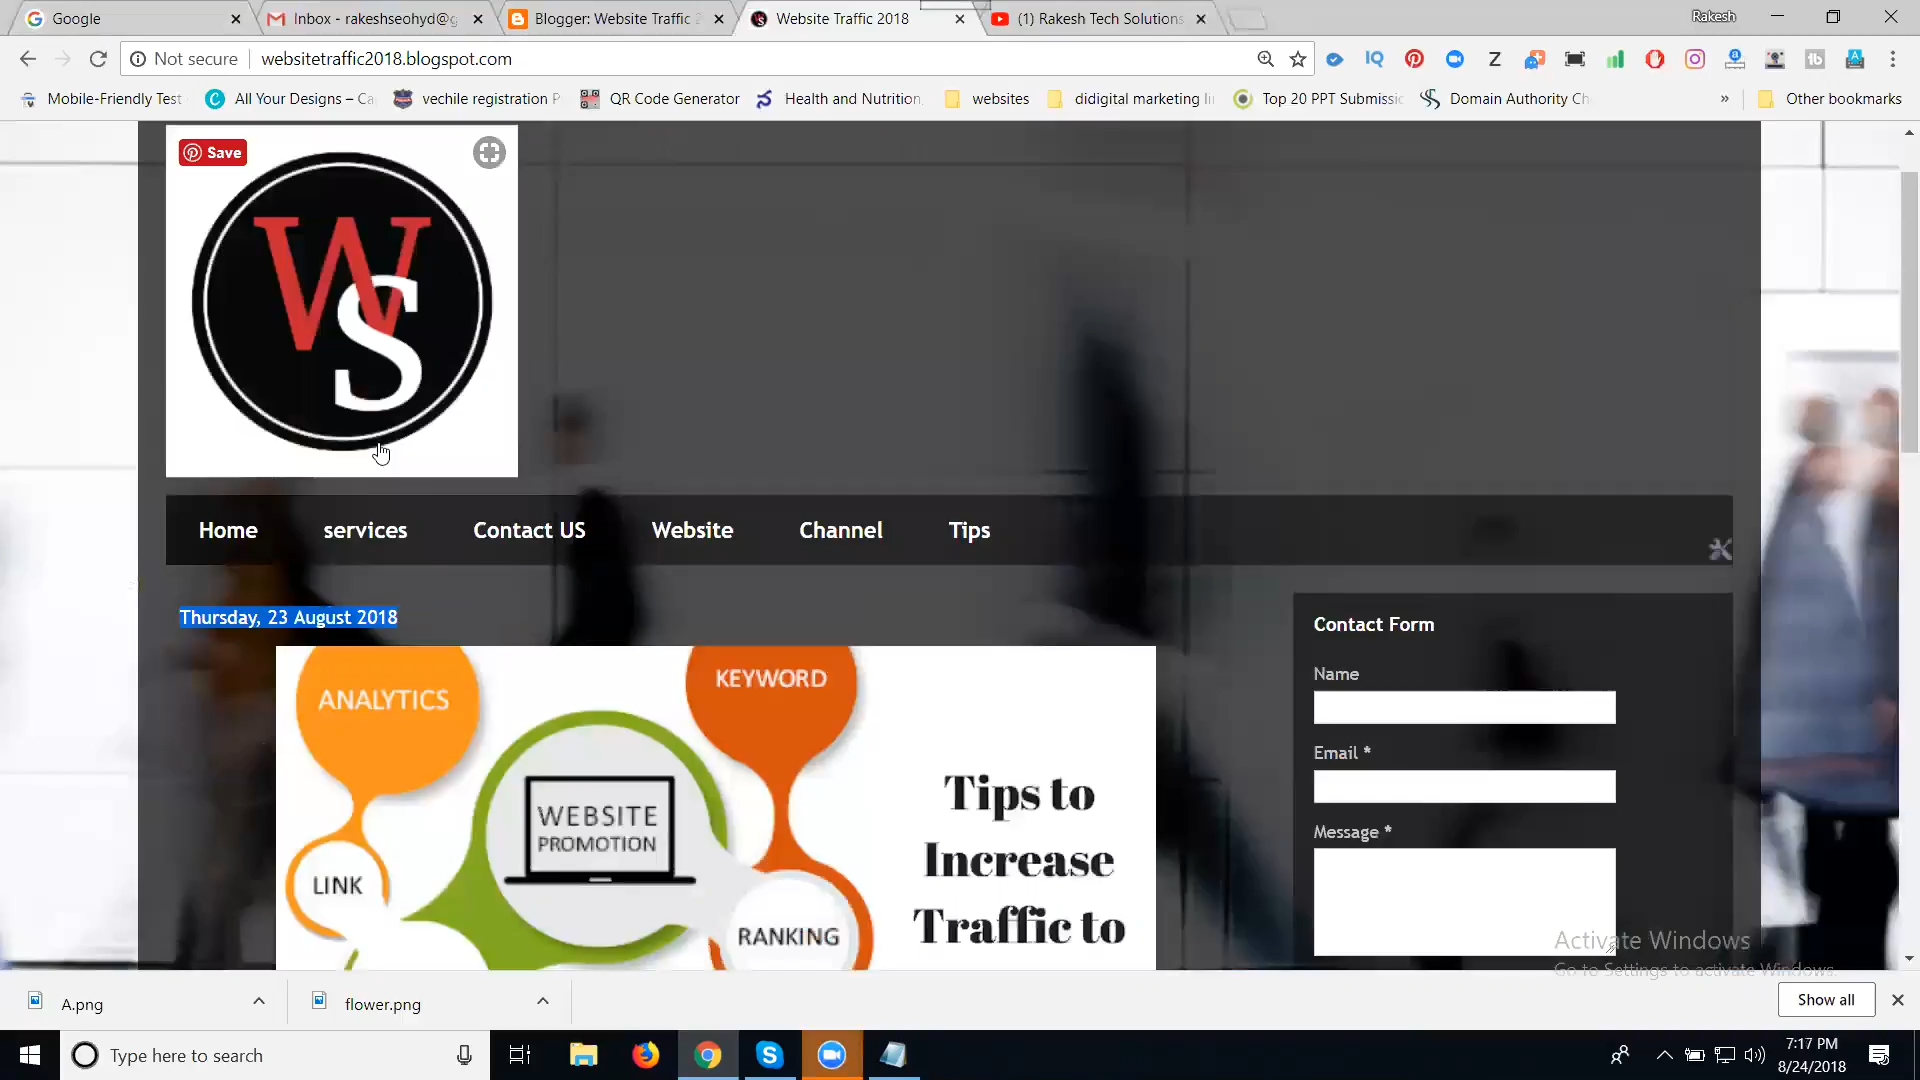 Google
Inbox - rakeshseohyd@g
Blogger: Website Traffic 2
Website Traffic 2018
(1) Rakesh Tech Solutions
Rakesh
Not secure
websitetraffic2018.blogspot.com
Mobile-Friendly Test
All Your Designs – Ca
vechile registration P
QR Code Generator
Health and Nutrition
websites
didigital marketing li
Top 20 PPT Submissic
Domain Authority Ch
Other bookmarks
Save
WS
Home
services
Contact US
Website
Channel
Tips
Thursday, 23 August 2018
ANALYTICS
KEYWORD
WEBSITE
PROMOTION
LINK
RANKING
Tips to
Increase
Traffic to
Contact Form
Name
Email *
Message *
Activate Windows
Go to Settings to activate Windows.
A.png
flower.png
Show all
Type here to search
7:17 PM
8/24/2018